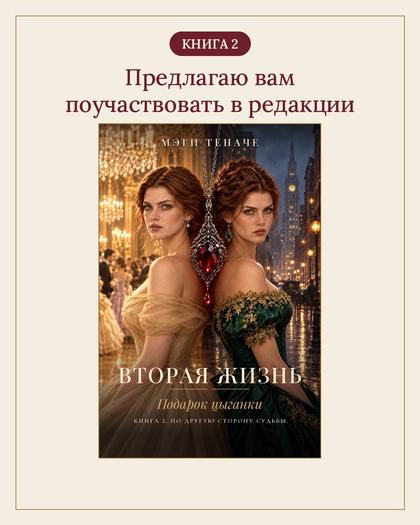 КНИГА 2
Предлагаю вам
поучаствовать в редакции
МЭГИ ТЕНАЧЕ
ВТОРАЯ ЖИЗНЬ
Подарок цыганки
КНИГА 2. ПО ДРУГУЮ СТОРОНУ СУДЬБЫ.